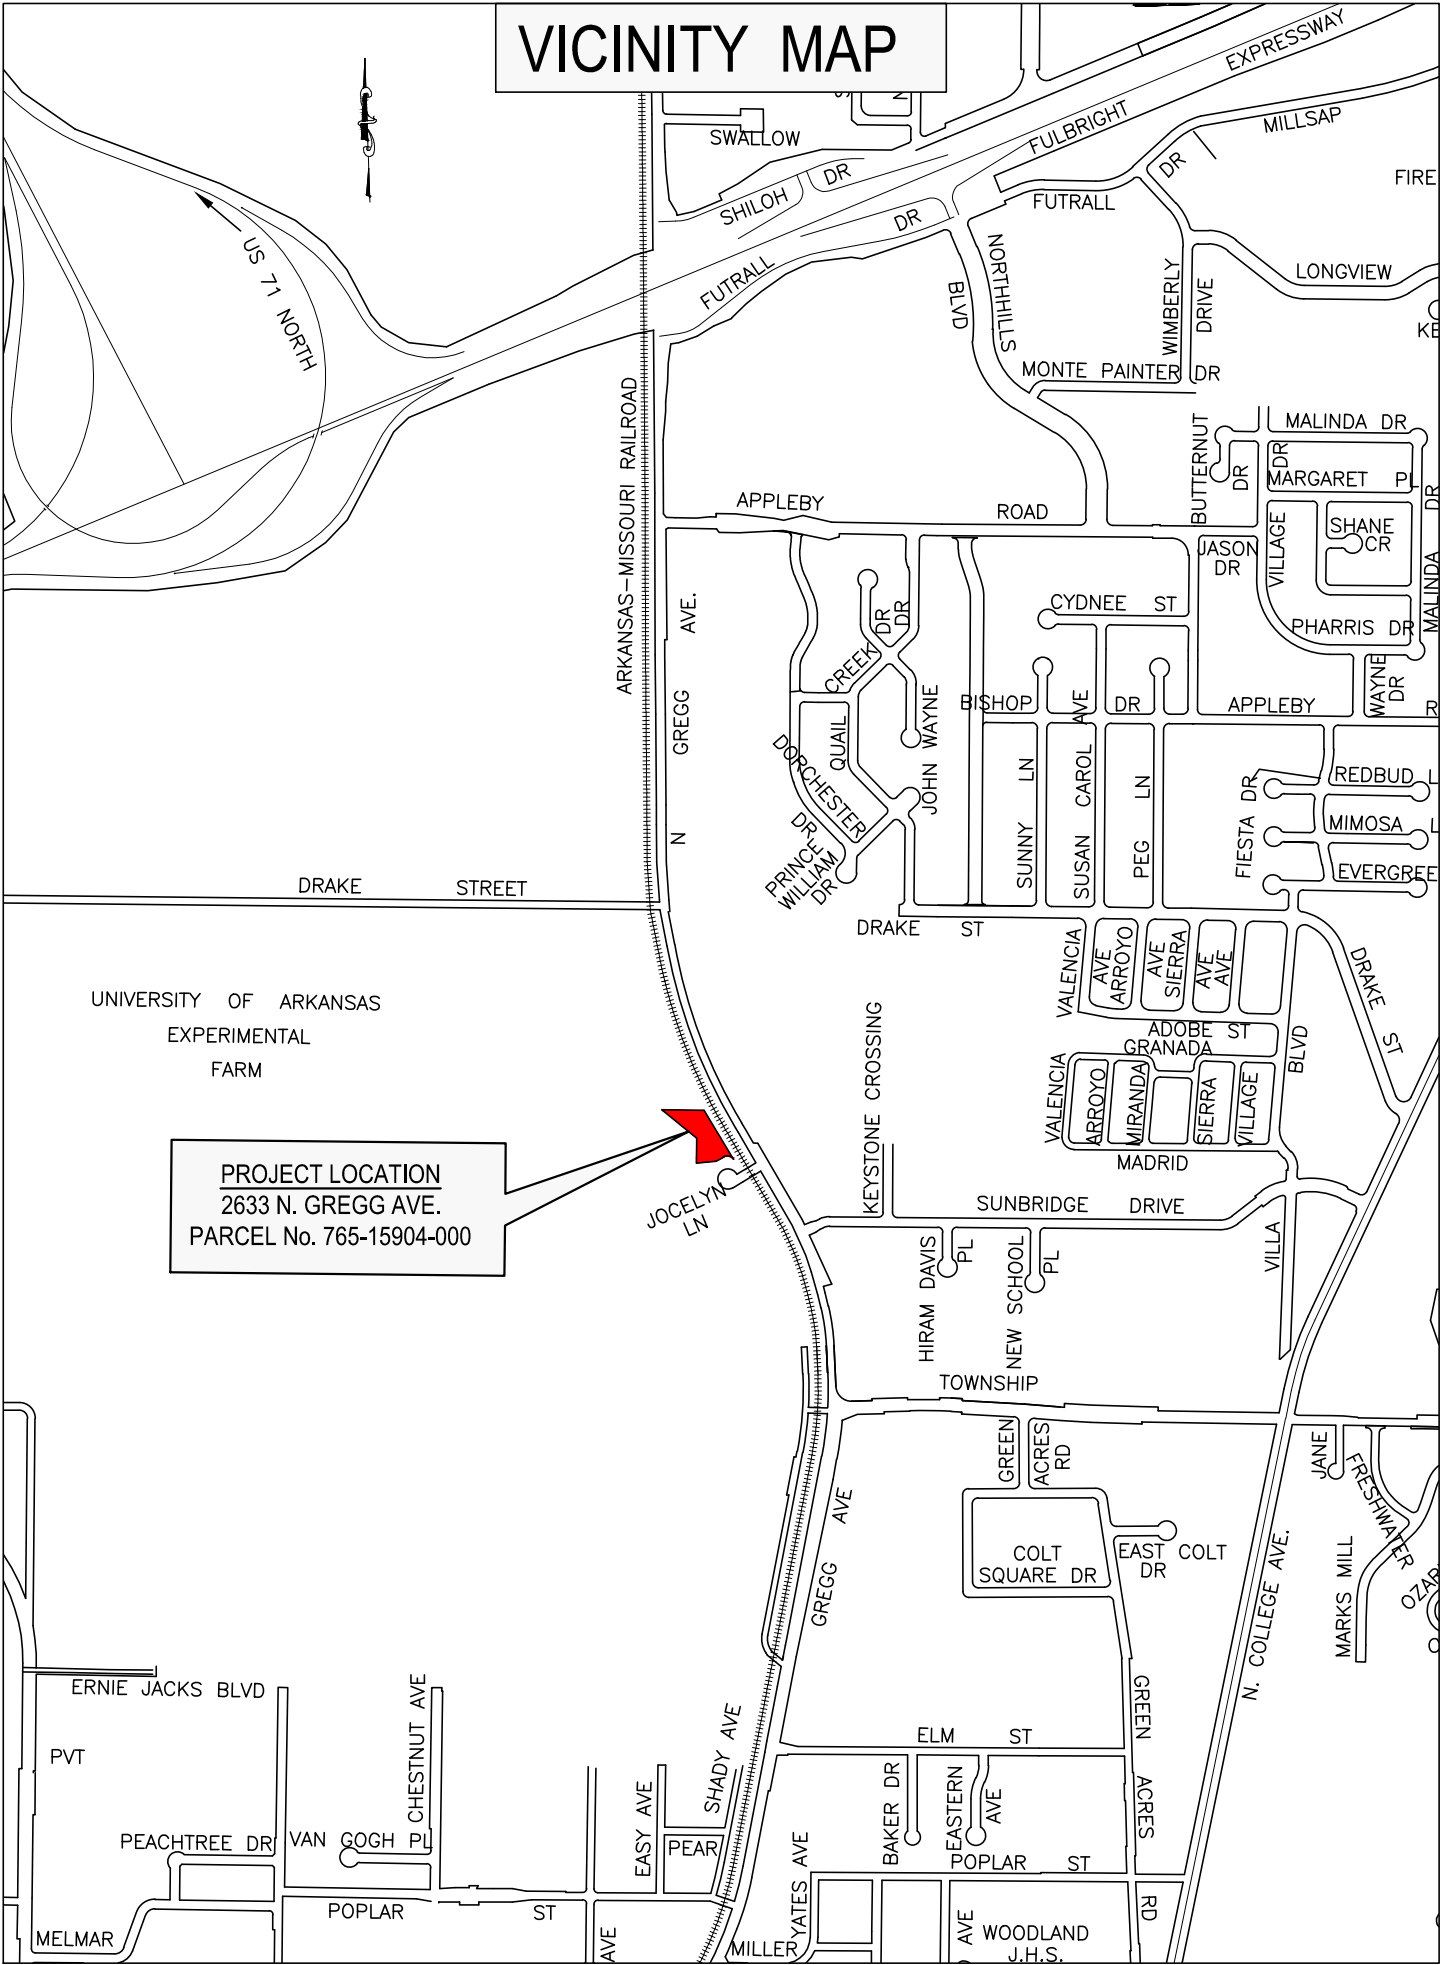 VICINITY MAP
EXPRESSWAY
FULBRIGHT
MILLSAP
SWALLOW
SHILOH DR
DR
FIRE
FUTRALL
DR
FUTRALL
US 71 NORTH
NORTHHILLS
BLVD
WIMBERLY
DRIVE
LONGVIEW
KE
MONTE PAINTER DR
ARKANSAS-MISSOURI RAILROAD
BUTTERNUT
DR
MALINDA DR
DR
MARGARET PL
MALINDA DR
APPLEBY ROAD
SHANE
CR
VILLAGE
JASON
DR
N GREGG AVE.
CREEK DR
DR
CYDNEE ST
PHARRIS DR
WAYNE
DR
QUAIL
JOHN WAYNE
BISHOP DR
AVE
APPLEBY R
DORCHESTER
DR
PRINCE
WILLIAM
DR
SUNNY LN
SUSAN CAROL
PEG LN
FIESTA DR
REDBUD L
MIMOSA L
EVERGREE
DRAKE STREET
DRAKE ST
VALENCIA
AVE
ARROYO
AVE
SIERRA
AVE
AVE
DRAKE ST
UNIVERSITY OF ARKANSAS
EXPERIMENTAL
FARM
KEYSTONE CROSSING
ADOBE ST
GRANADA
BLVD
VALENCIA
ARROYO
MIRANDA
SIERRA
VILLAGE
MADRID
PROJECT LOCATION
2633 N. GREGG AVE.
PARCEL No. 765-15904-000
JOCELYN
LN
SUNBRIDGE DRIVE
HIRAM DAVIS
PL
NEW SCHOOL
PL
VILLA
TOWNSHIP
GREEN
ACRES
RD
JANE
FRESHWATER
GREGG AVE
COLT
SQUARE DR
EAST COLT
DR
N. COLLEGE AVE.
MARKS MILL
OZAR
O
ERNIE JACKS BLVD
CHESTNUT AVE
SHADY AVE
GREEN ACRES
RD
PVT
ELM ST
EASY AVE
BAKER DR
EASTERN
AVE
PEACHTREE DR
VAN GOGH PL
PEAR
YATES AVE
POPLAR ST
POPLAR ST
MELMAR
AVE
MILLER
AVE
WOODLAND
J.H.S.